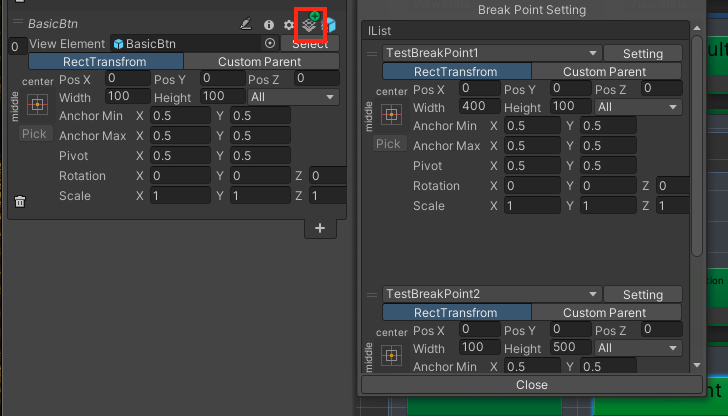 BasicBtn
0
View Element BasicBtn Select
RectTransfrom Custom Parent
center Pos X 0 Pos Y 0 Pos Z 0
middle Width 100 Height 100 All
Anchor Min X 0.5 Y 0.5
Pick Anchor Max X 0.5 Y 0.5
Pivot X 0.5 Y 0.5
Rotation X 0 Y 0 Z 0
Scale X 1 Y 1 Z 1
+
Break Point Setting
IList
TestBreakPoint1 Setting
RectTransfrom Custom Parent
center Pos X 0 Pos Y 0 Pos Z 0
middle Width 400 Height 100 All
Anchor Min X 0.5 Y 0.5
Pick Anchor Max X 0.5 Y 0.5
Pivot X 0.5 Y 0.5
Rotation X 0 Y 0 Z 0
Scale X 1 Y 1 Z 1
TestBreakPoint2 Setting
RectTransfrom Custom Parent
center Pos X 0 Pos Y 0 Pos Z 0
middle Width 100 Height 500 All
Anchor Min X 0.5 Y 0.5
Close